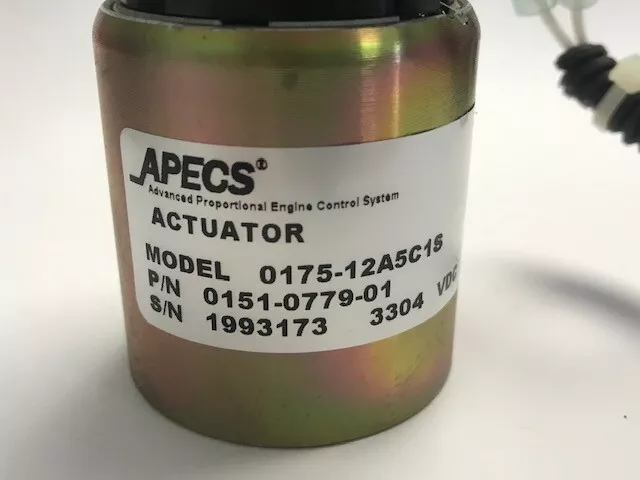 APECS®
Advanced Proportional Engine Control System
ACTUATOR
MODEL 0175-12A5C1S
P/N 0151-0779-01 VDC
S/N 1993173 3304